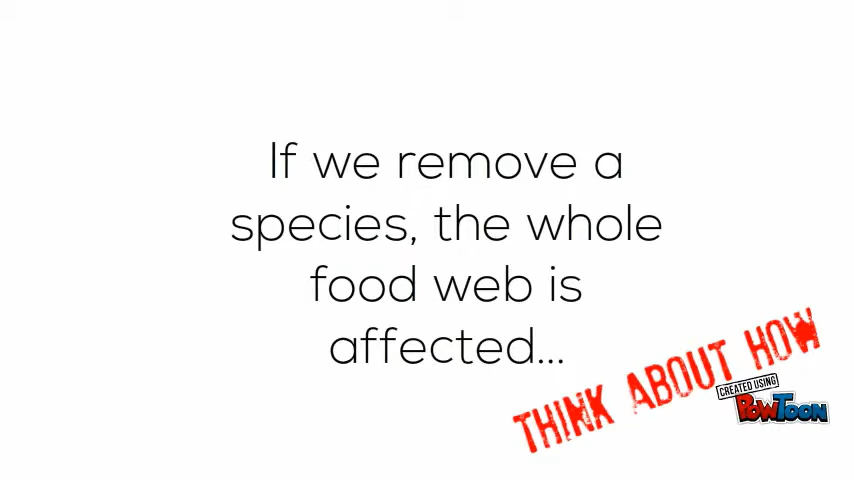 If we remove a
species, the whole
food web is
affected...
THINK ABOUT HOW
CREATED USING
POWTOON